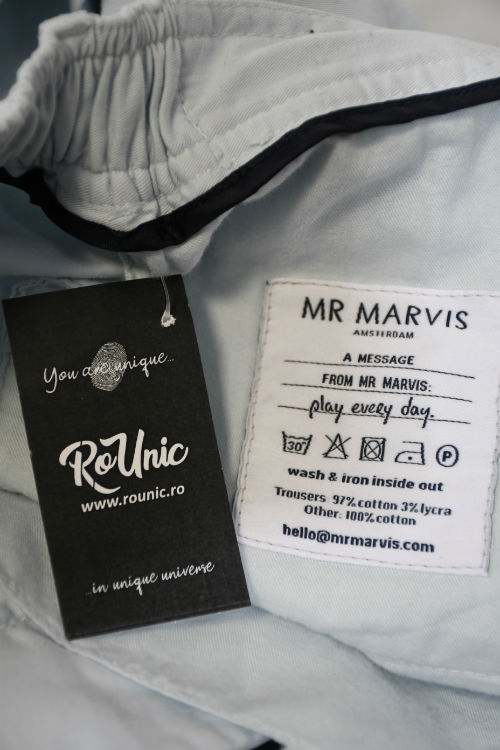 You are unique...
RoUnic
www.rounic.ro
...in unique universe
MR MARVIS
AMSTERDAM
A MESSAGE
FROM MR MARVIS:
play every day.
30
P
wash & iron inside out
Trousers: 97% cotton 3% lycra
Other: 100% cotton
hello@mrmarvis.com